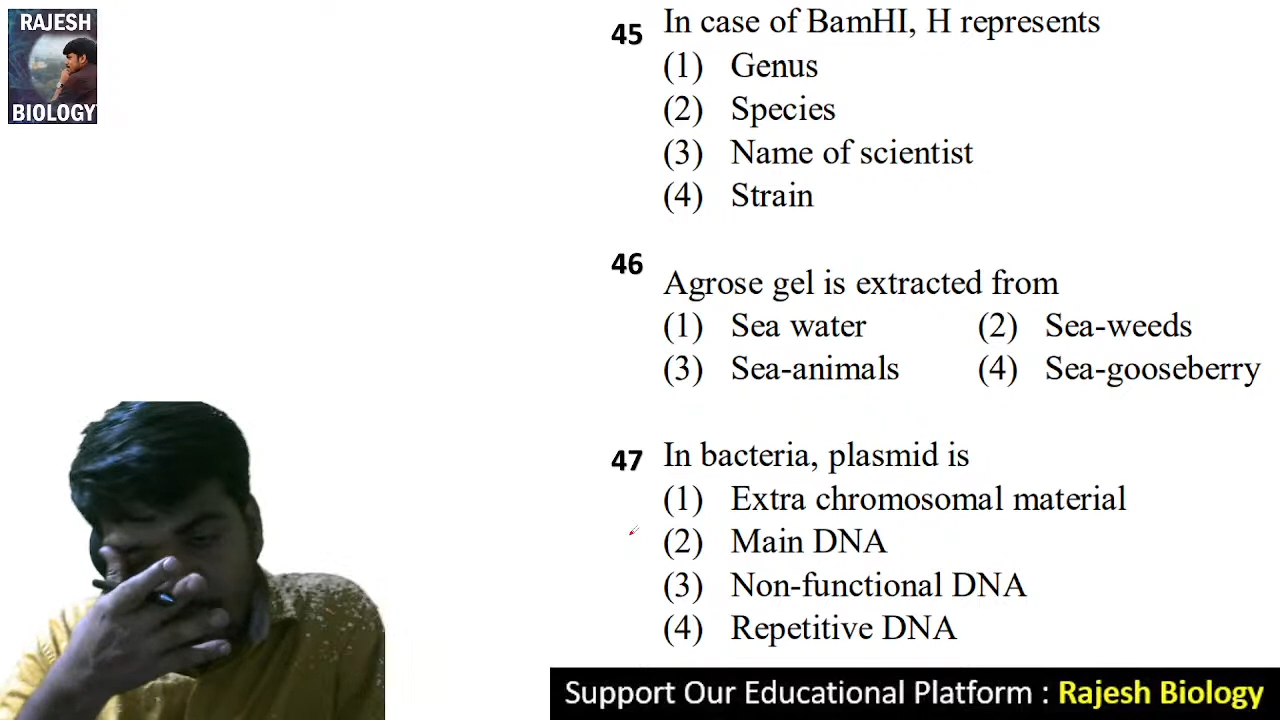 RAJESH
BIOLOGY
45 In case of BamHI, H represents
(1) Genus
(2) Species
(3) Name of scientist
(4) Strain
46 Agrose gel is extracted from
(1) Sea water (2) Sea-weeds
(3) Sea-animals (4) Sea-gooseberry
47 In bacteria, plasmid is
(1) Extra chromosomal material
(2) Main DNA
(3) Non-functional DNA
(4) Repetitive DNA
Support Our Educational Platform : Rajesh Biology